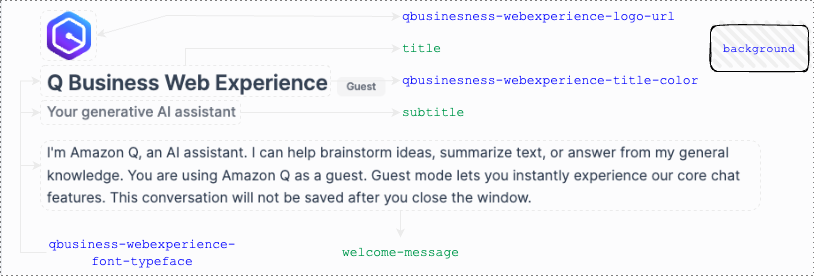 qbusinesness-webexperience-logo-url
title
background
Q Business Web Experience
Guest
qbusinesness-webexperience-title-color
Your generative AI assistant
subtitle
I'm Amazon Q, an AI assistant. I can help brainstorm ideas, summarize text, or answer from my general
knowledge. You are using Amazon Q as a guest. Guest mode lets you instantly experience our core chat
features. This conversation will not be saved after you close the window.
qbusiness-webexperience-
font-typeface
welcome-message